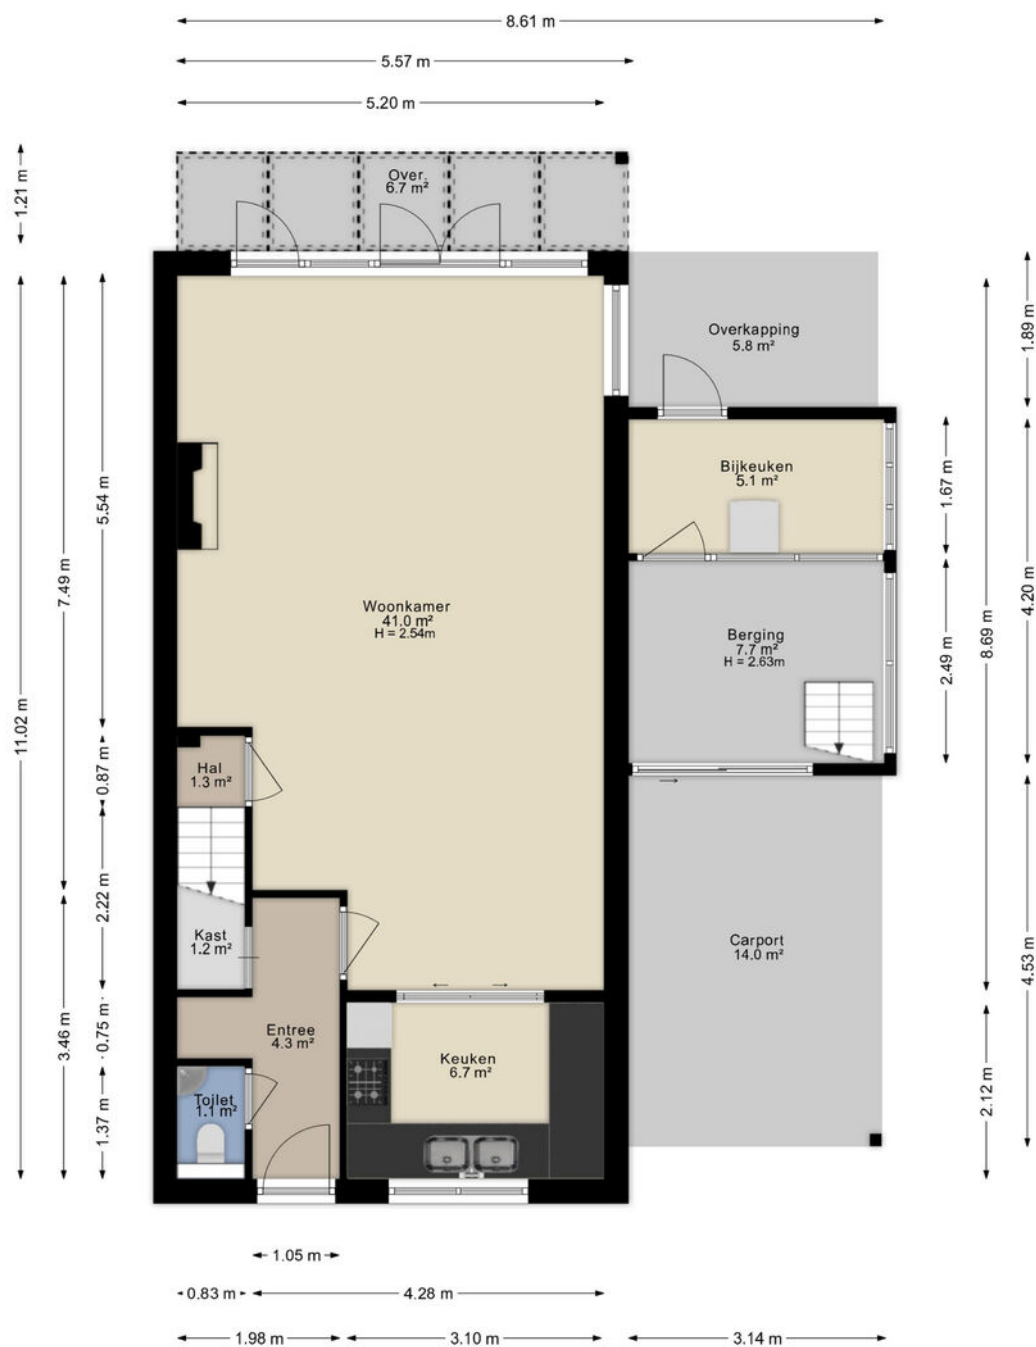 8.61 m
5.57 m
5.20 m
1.21 m
Over.
6.7 m²
Overkapping
5.8 m²
1.89 m
Bijkeuken
5.1 m²
1.67 m
5.54 m
7.49 m
Woonkamer
41.0 m²
H = 2.54m
Berging
7.7 m²
H = 2.63m
2.49 m
8.69 m
4.20 m
11.02 m
Hal
1.3 m²
0.87 m
2.22 m
Kast
1.2 m²
Carport
14.0 m²
4.53 m
Entree
4.3 m²
0.75 m
3.46 m
Keuken
6.7 m²
2.12 m
Toilet
1.1 m²
1.37 m
1.05 m
0.83 m
4.28 m
1.98 m
3.10 m
3.14 m